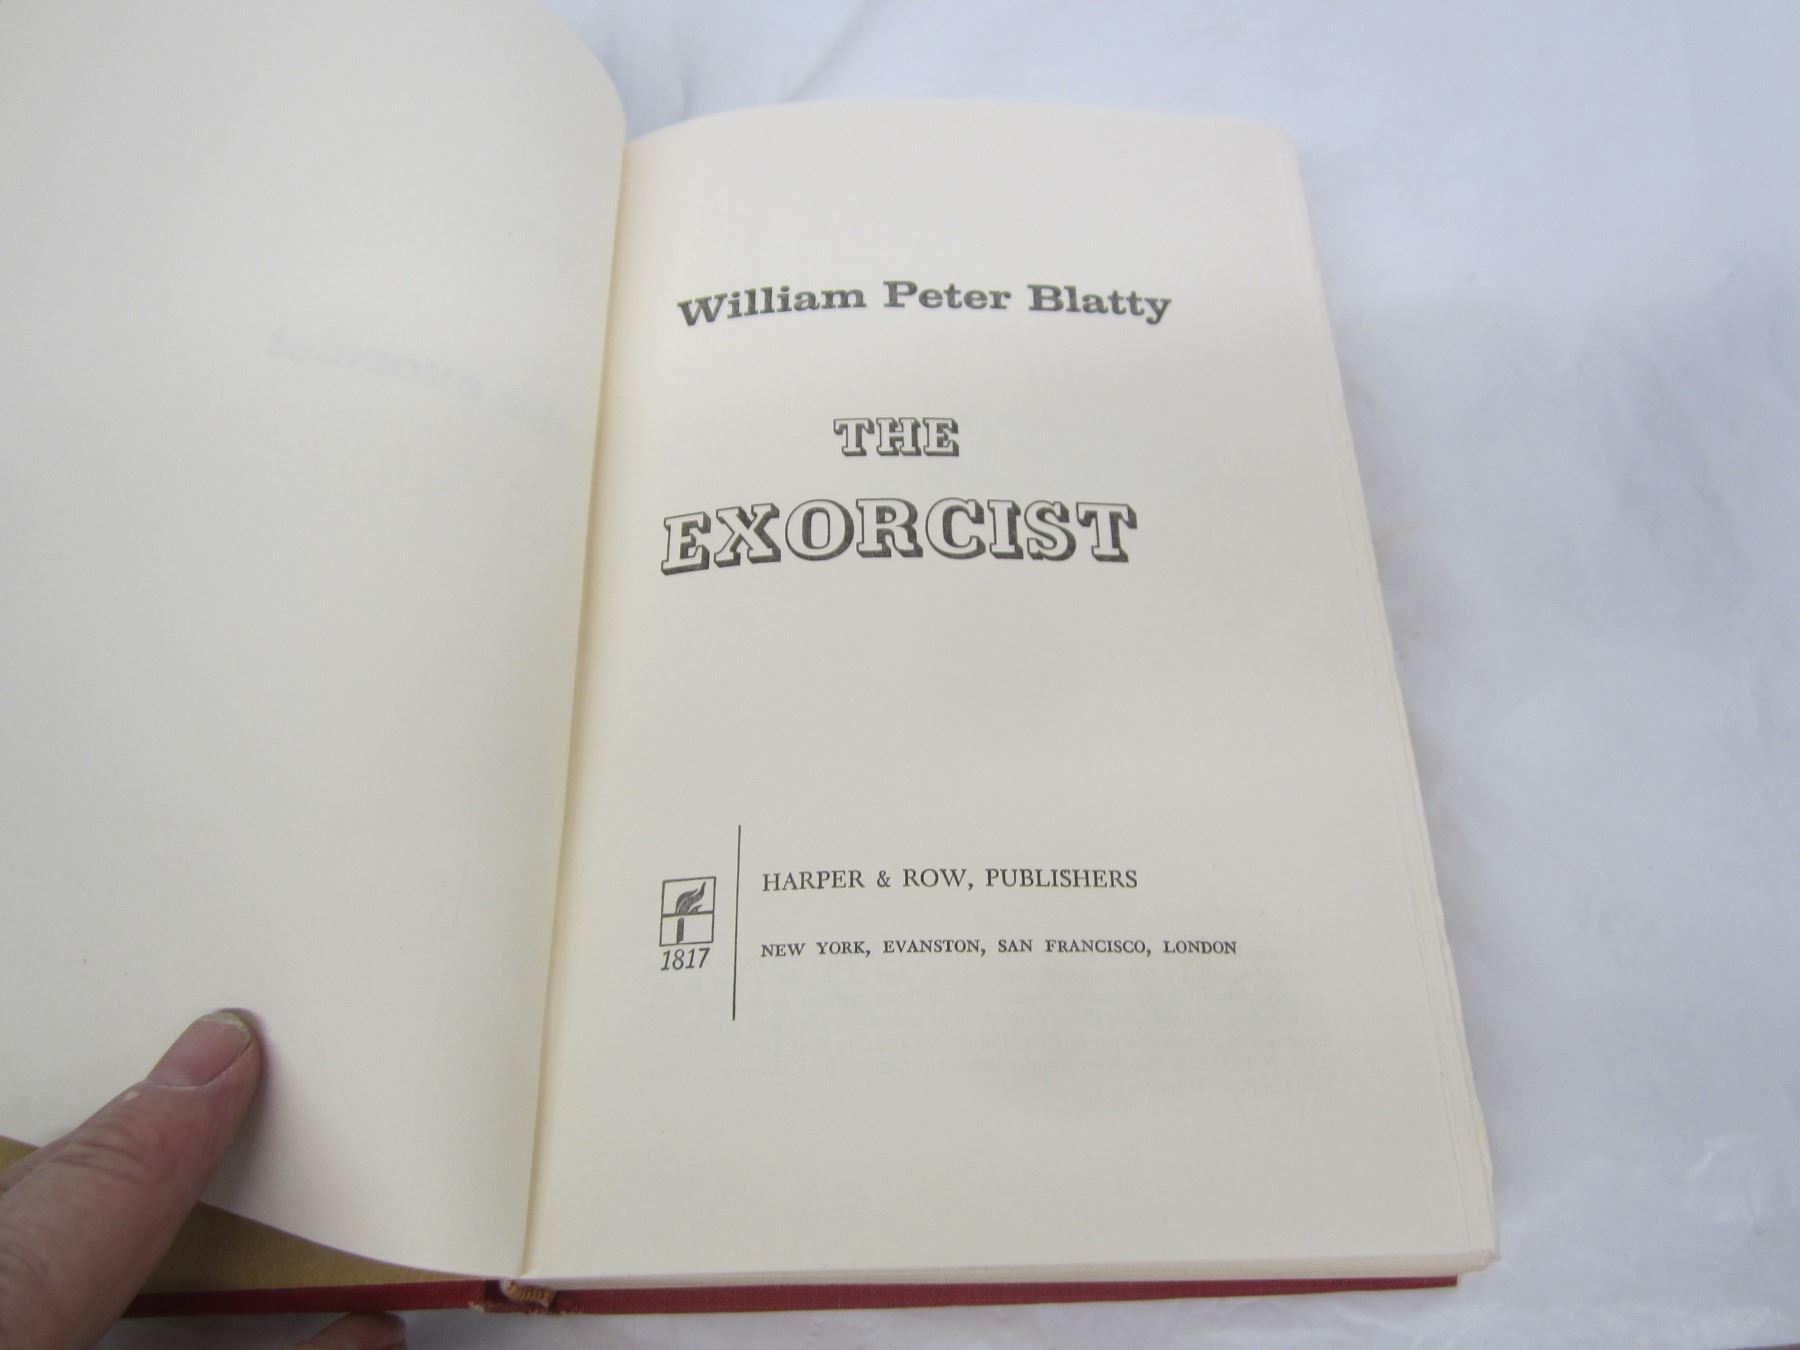 William Peter Blatty
THE
EXORCIST
HARPER & ROW, PUBLISHERS
1817
NEW YORK, EVANSTON, SAN FRANCISCO, LONDON